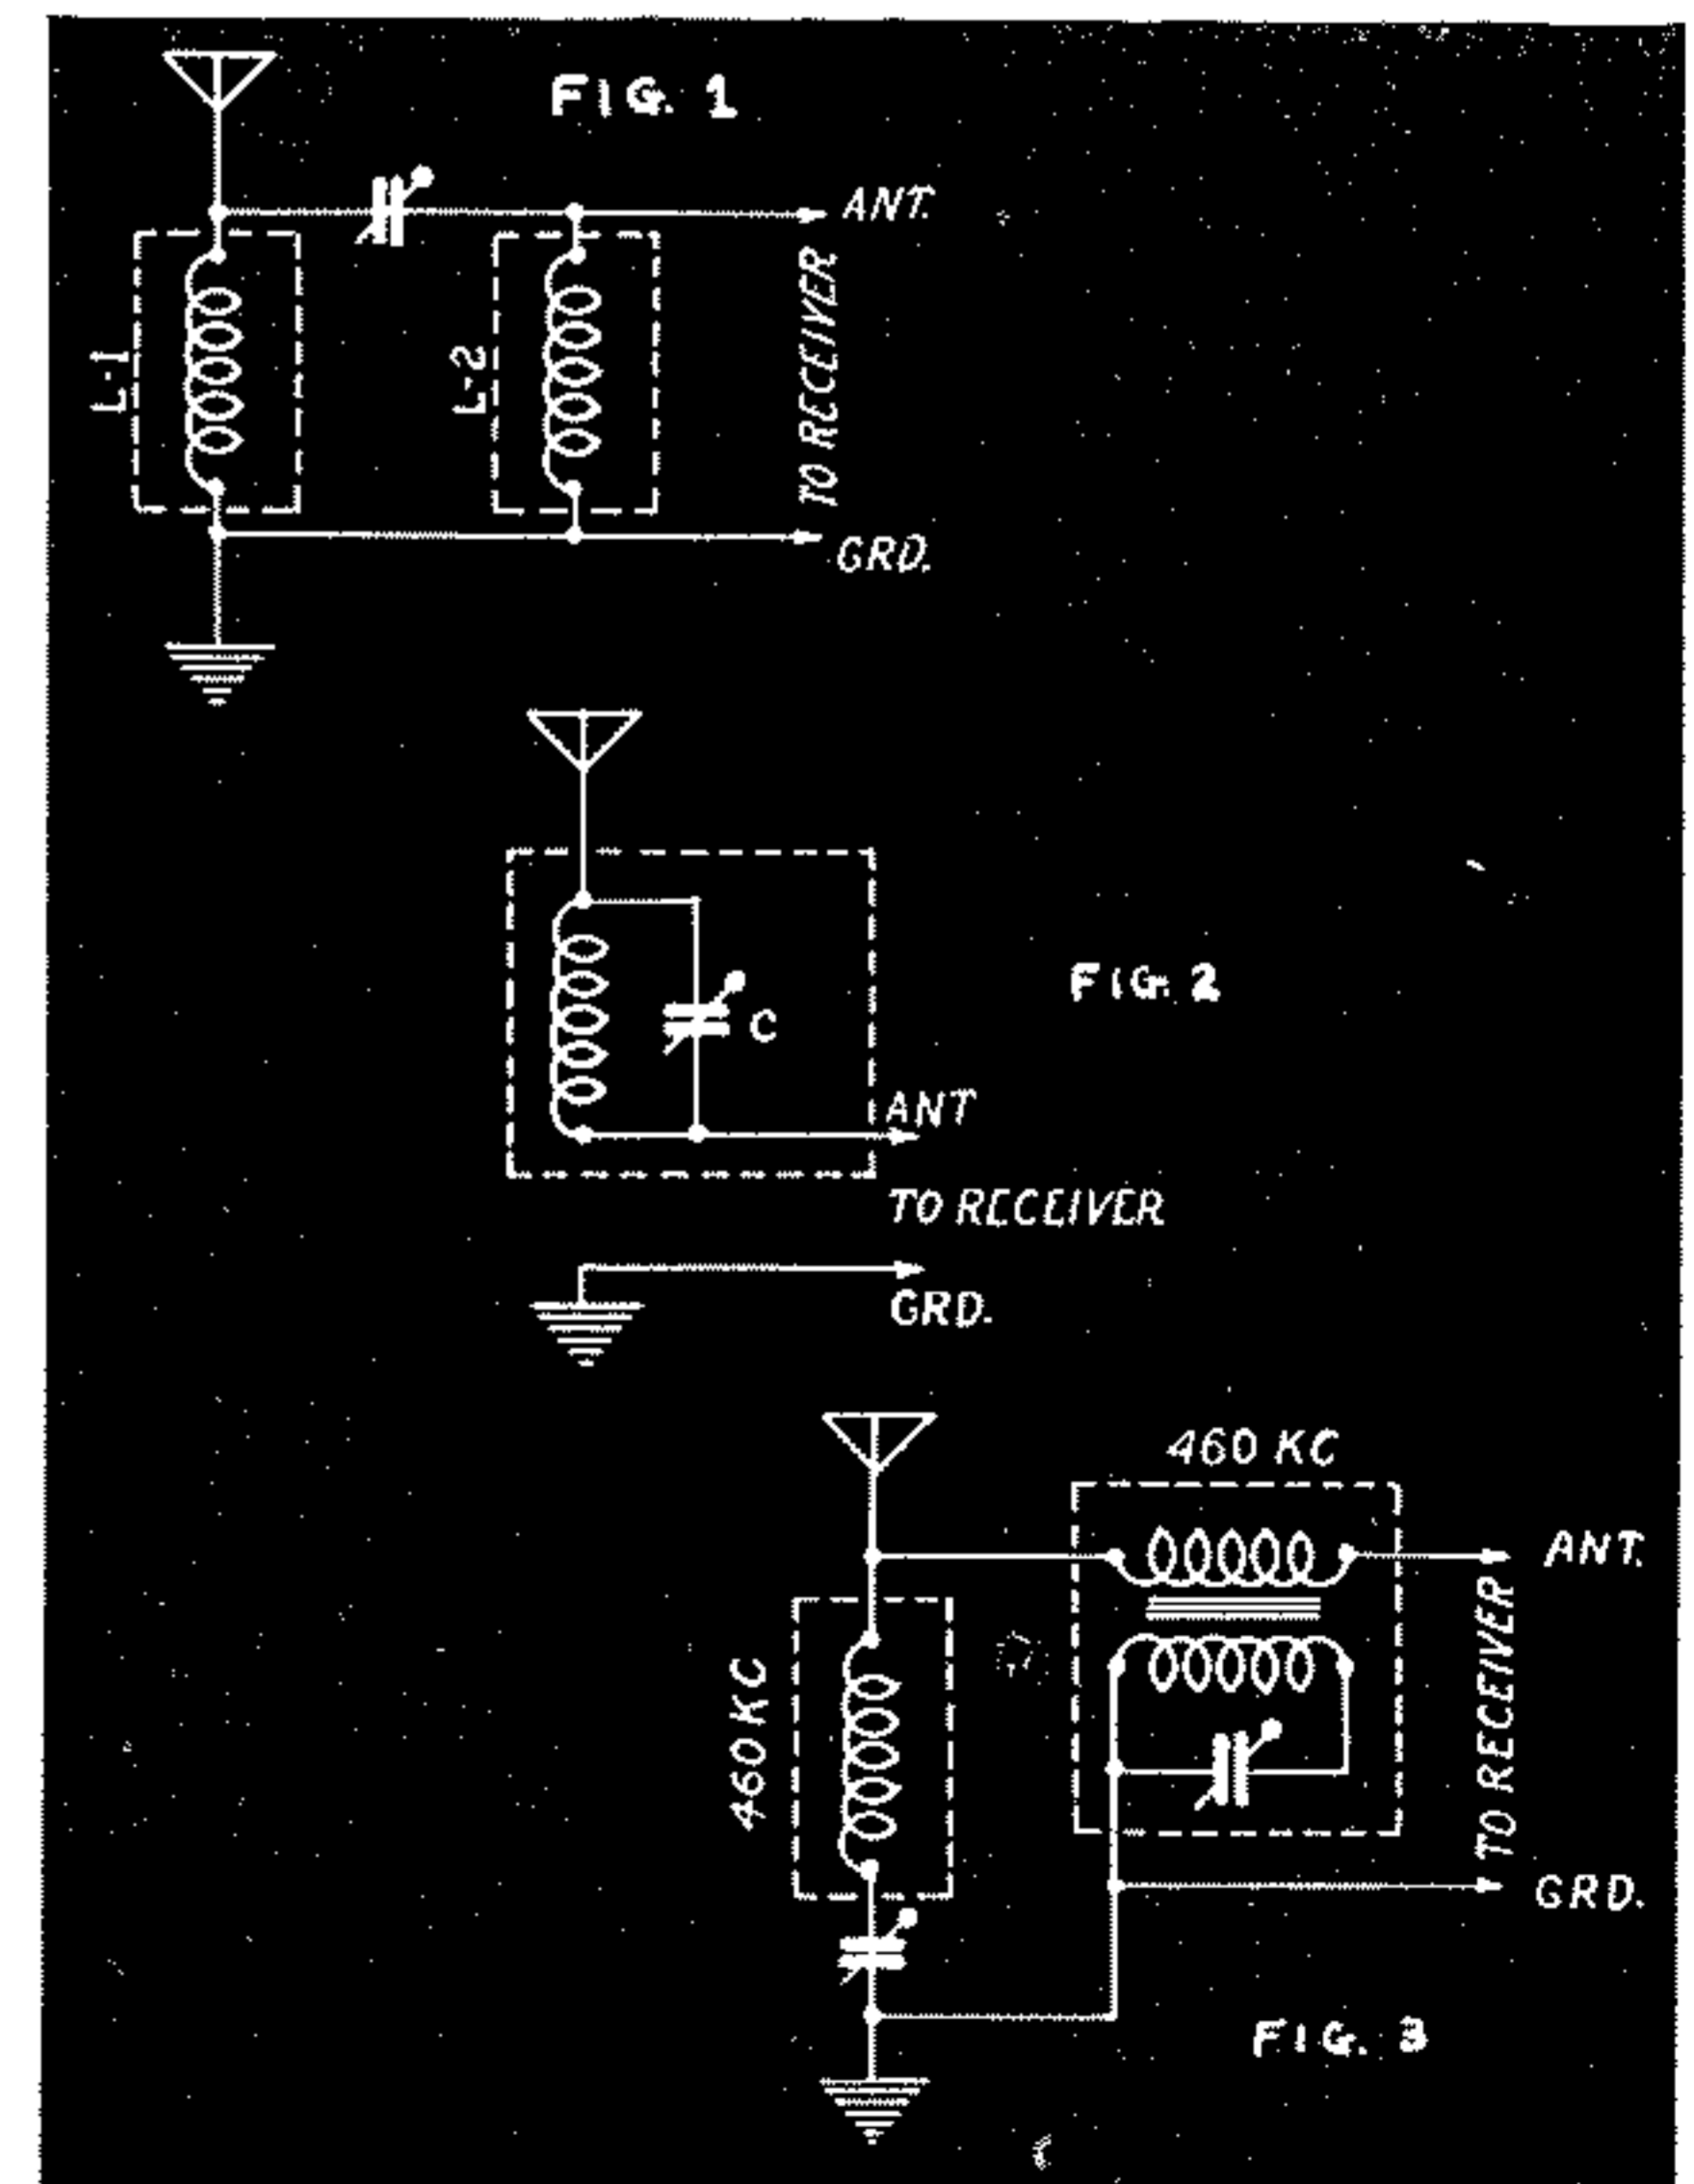 FIG. 1
ANT.
L-1
L-2
TO RECEIVER
GRD.
FIG. 2
C
ANT
TO RECEIVER
GRD.
460 KC
ANT.
460 KC
TO RECEIVER
GRD.
FIG. 3